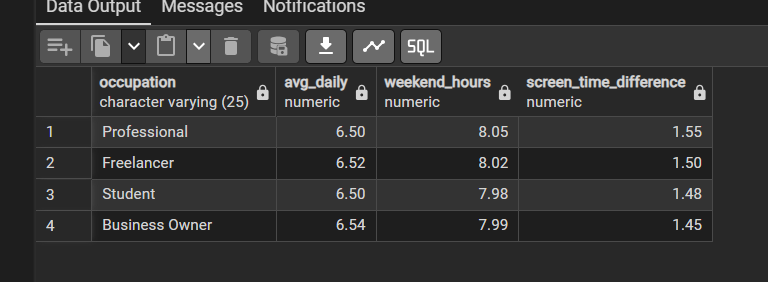 Data Output Messages Notifications
SQL
occupation avg_daily weekend_hours screen_time_difference
character varying (25) numeric numeric numeric
1 Professional 6.50 8.05 1.55
2 Freelancer 6.52 8.02 1.50
3 Student 6.50 7.98 1.48
4 Business Owner 6.54 7.99 1.45